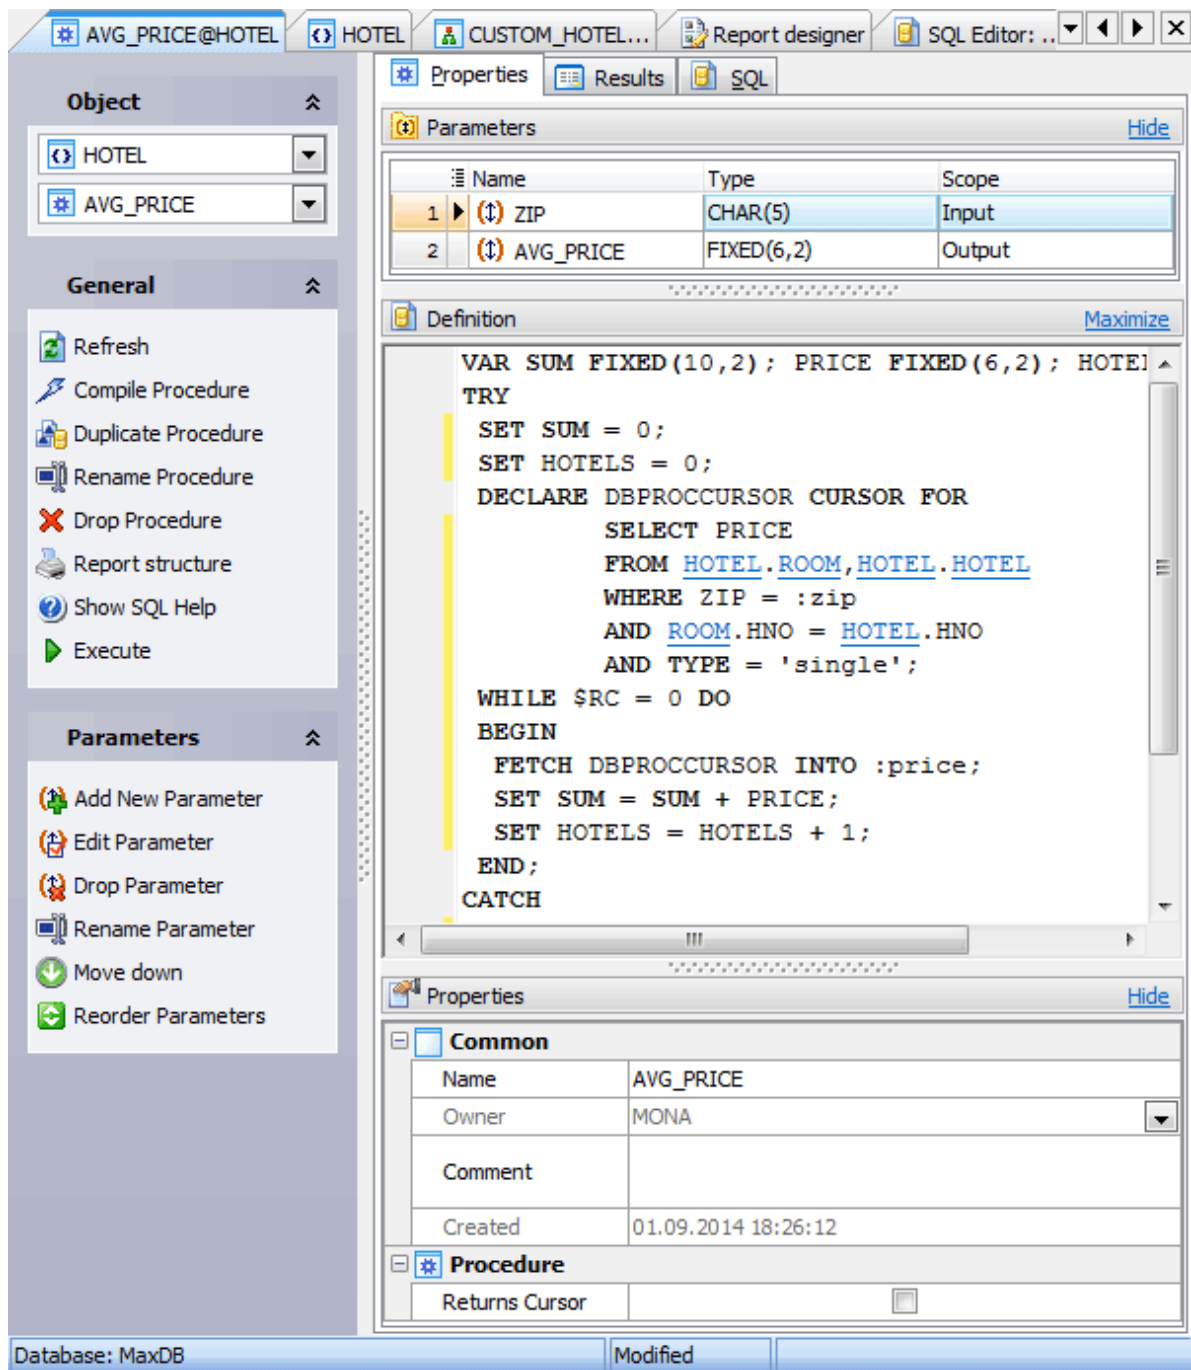 AVG_PRICE@HOTEL HOTEL CUSTOM_HOTEL... Report designer SQL Editor: ..
Object
HOTEL
AVG_PRICE
General
Refresh
Compile Procedure
Duplicate Procedure
Rename Procedure
Drop Procedure
Report structure
Show SQL Help
Execute
Parameters
Add New Parameter
Edit Parameter
Drop Parameter
Rename Parameter
Move down
Reorder Parameters
Properties Results SQL
Parameters Hide
Name Type Scope
1 ZIP CHAR(5) Input
2 AVG_PRICE FIXED(6,2) Output
Definition Maximize
VAR SUM FIXED(10,2); PRICE FIXED(6,2); HOTEL
TRY
SET SUM = 0;
SET HOTELS = 0;
DECLARE DBPROCCURSOR CURSOR FOR
SELECT PRICE
FROM HOTEL.ROOM,HOTEL.HOTEL
WHERE ZIP = :zip
AND ROOM.HNO = HOTEL.HNO
AND TYPE = 'single';
WHILE $RC = 0 DO
BEGIN
FETCH DBPROCCURSOR INTO :price;
SET SUM = SUM + PRICE;
SET HOTELS = HOTELS + 1;
END;
CATCH
Properties Hide
Common
Name AVG_PRICE
Owner MONA
Comment
Created 01.09.2014 18:26:12
Procedure
Returns Cursor
Database: MaxDB Modified